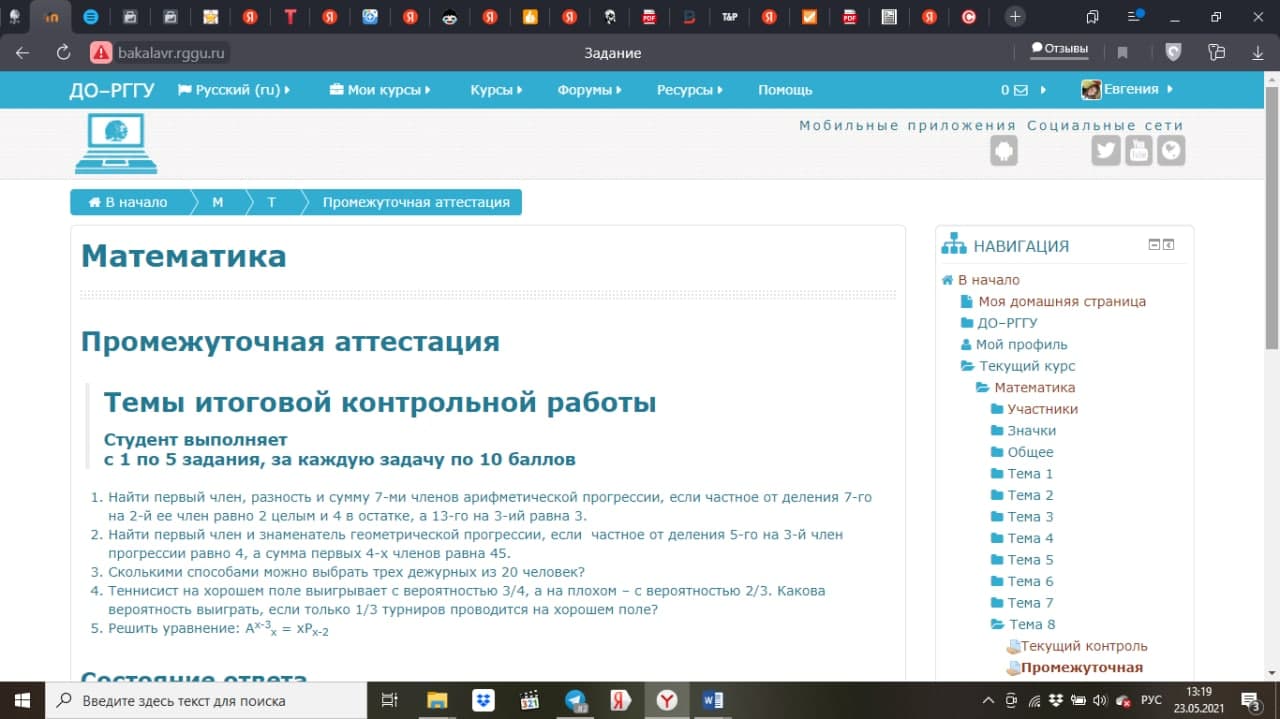 T&P
bakalavr.rggu.ru
Задание
Отзывы
ДО-РГГУ
Русский (ru)
Мои курсы
Курсы
Форумы
Ресурсы
Помощь
0
Евгения
Мобильные приложения
Социальные сети
В начало
М
Т
Промежуточная аттестация
Математика
Промежуточная аттестация
Темы итоговой контрольной работы
Студент выполняет
с 1 по 5 задания, за каждую задачу по 10 баллов
1. Найти первый член, разность и сумму 7-ми членов арифметической прогрессии, если частное от деления 7-го
на 2-й ее член равно 2 целым и 4 в остатке, а 13-го на 3-ий равна 3.
2. Найти первый член и знаменатель геометрической прогрессии, если частное от деления 5-го на 3-й член
прогрессии равно 4, а сумма первых 4-х членов равна 45.
3. Сколькими способами можно выбрать трех дежурных из 20 человек?
4. Теннисист на хорошем поле выигрывает с вероятностью 3/4, а на плохом – с вероятностью 2/3. Какова
вероятность выиграть, если только 1/3 турниров проводится на хорошем поле?
5. Решить уравнение: Aˣ⁻³ₓ = xPₓ₋₂
Состояние ответа
НАВИГАЦИЯ
В начало
Моя домашняя страница
ДО-РГГУ
Мой профиль
Текущий курс
Математика
Участники
Значки
Общее
Тема 1
Тема 2
Тема 3
Тема 4
Тема 5
Тема 6
Тема 7
Тема 8
Текущий контроль
Промежуточная
Введите здесь текст для поиска
РУС
13:19
23.05.2021
3